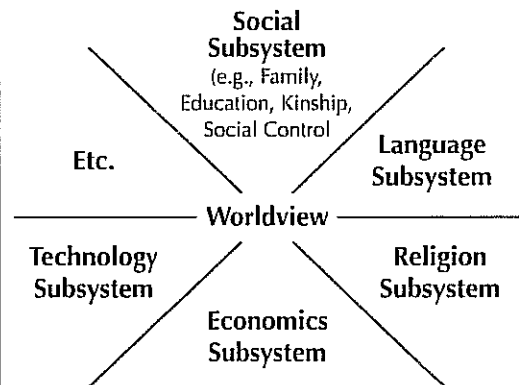 Social
Subsystem
(e.g., Family,
Education, Kinship,
Social Control
Etc.
Language
Subsystem
Worldview
Technology
Subsystem
Religion
Subsystem
Economics
Subsystem